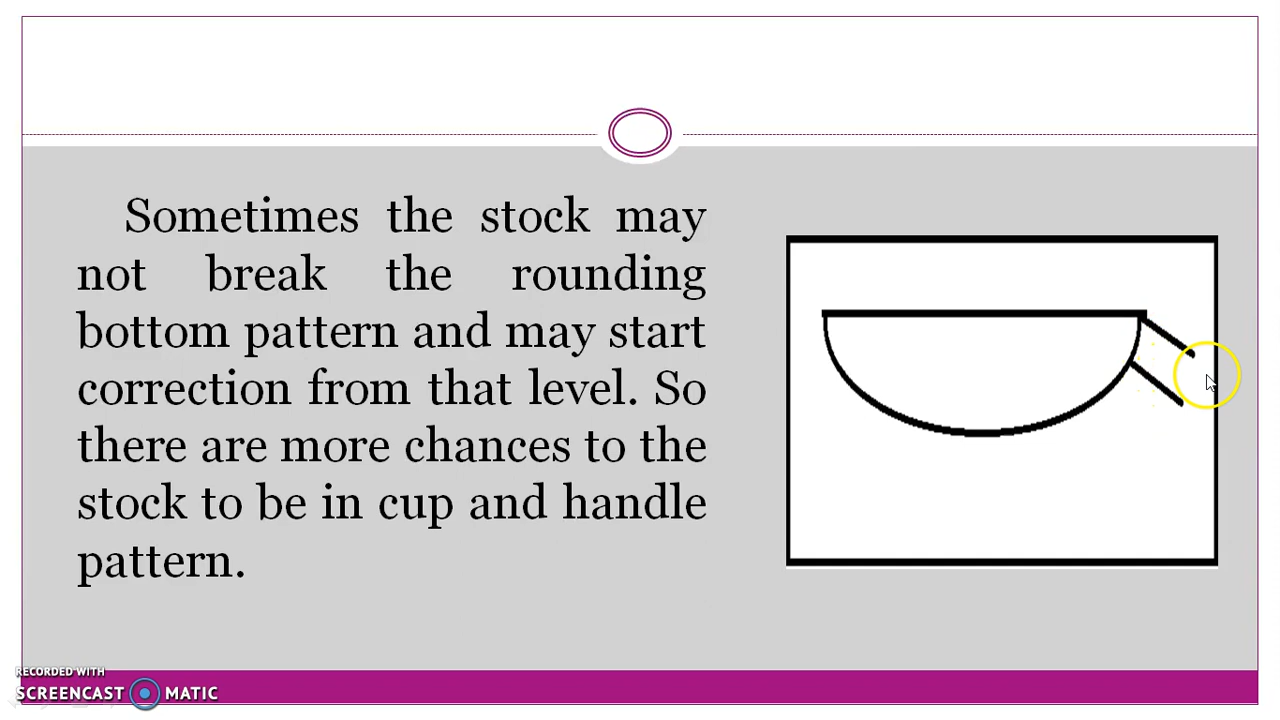 Sometimes the stock may
not break the rounding
bottom pattern and may start
correction from that level. So
there are more chances to the
stock to be in cup and handle
pattern.
RECORDED WITH
SCREENCAST MATIC